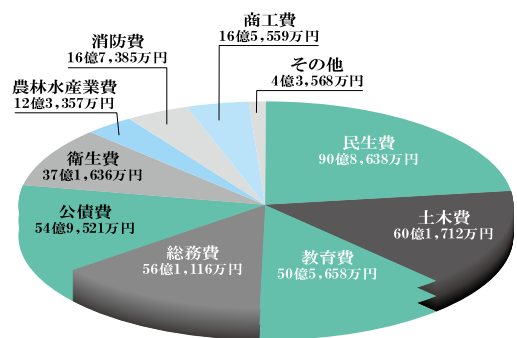 商工費
16億5,559万円
消防費
16億7,385万円
その他
4億3,568万円
農林水産業費
12億3,357万円
民生費
90億8,638万円
衛生費
37億1,636万円
公債費
54億9,521万円
土木費
60億1,712万円
総務費
56億1,116万円
教育費
50億5,658万円